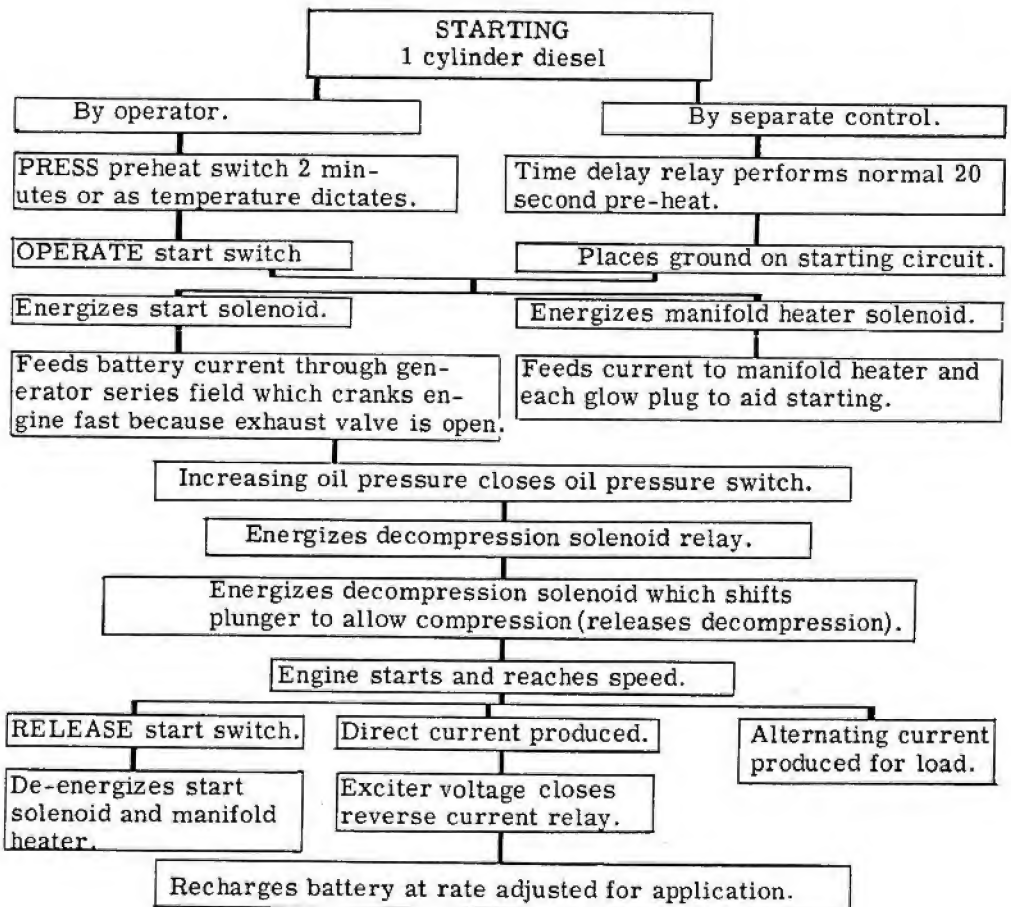 STARTING
1 cylinder diesel
By operator.
By separate control.
PRESS preheat switch 2 min-
utes or as temperature dictates.
Time delay relay performs normal 20
second pre-heat.
OPERATE start switch
Places ground on starting circuit.
Energizes start solenoid.
Energizes manifold heater solenoid.
Feeds battery current through gen-
erator series field which cranks en-
gine fast because exhaust valve is open.
Feeds current to manifold heater and
each glow plug to aid starting.
Increasing oil pressure closes oil pressure switch.
Energizes decompression solenoid relay.
Energizes decompression solenoid which shifts
plunger to allow compression (releases decompression).
Engine starts and reaches speed.
RELEASE start switch.
Direct current produced.
Alternating current
produced for load.
De-energizes start
solenoid and manifold
heater.
Exciter voltage closes
reverse current relay.
Recharges battery at rate adjusted for application.